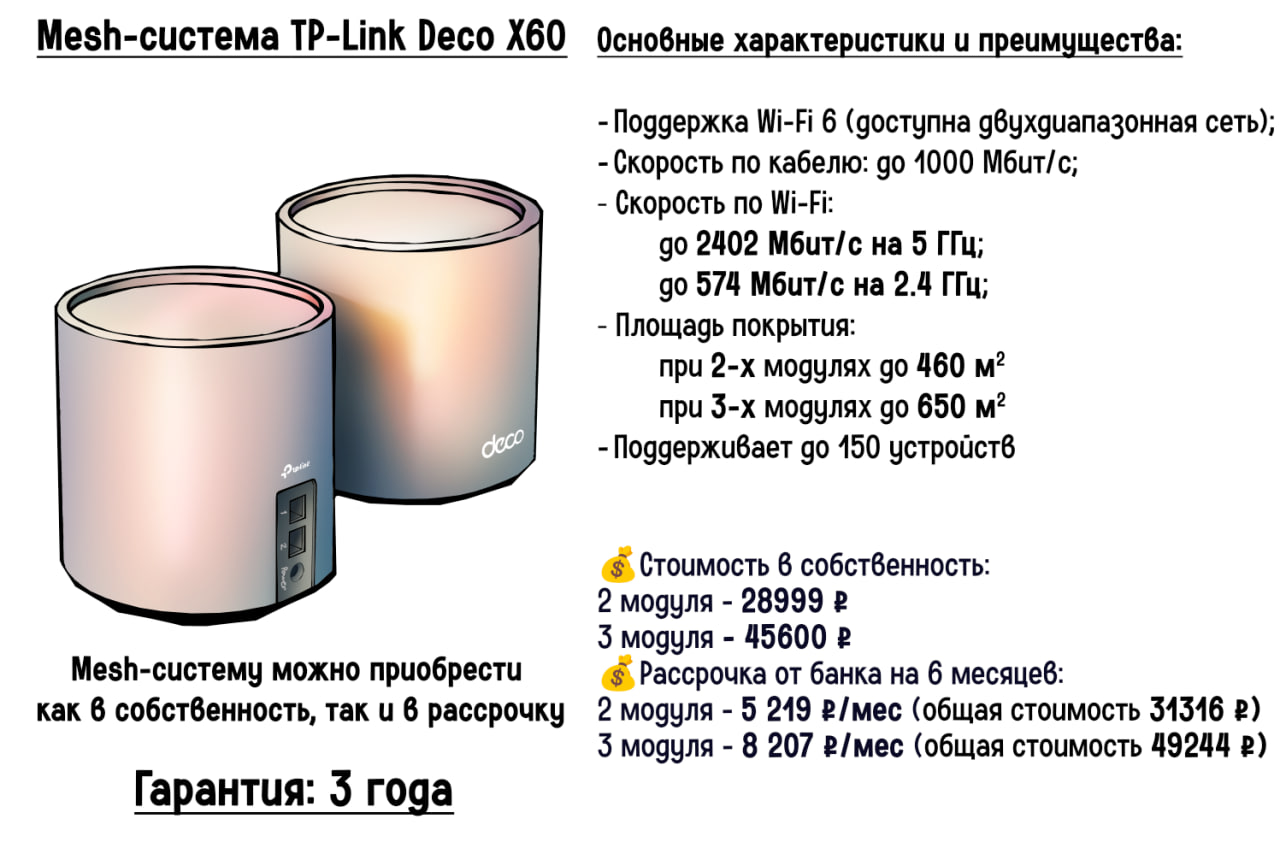 Mesh-система TP-Link Deco X60
Основные характеристики и преимущества:
- Поддержка Wi-Fi 6 (доступна двухдиапазонная сеть);
- Скорость по кабелю: до 1000 Мбит/с;
- Скорость по Wi-Fi:
до 2402 Мбит/с на 5 ГГц;
до 574 Мбит/с на 2.4 ГГц;
- Площадь покрытия:
при 2-х модулях до 460 м²
при 3-х модулях до 650 м²
- Поддерживает до 150 устройств
deco
tp-link
1
2
Power
Mesh-систему можно приобрести
как в собственность, так и в рассрочку
Гарантия: 3 года
💰Стоимость в собственность:
2 модуля - 28999 ₽
3 модуля - 45600 ₽
💰Рассрочка от банка на 6 месяцев:
2 модуля - 5 219 ₽/мес (общая стоимость 31316 ₽)
3 модуля - 8 207 ₽/мес (общая стоимость 49244 ₽)